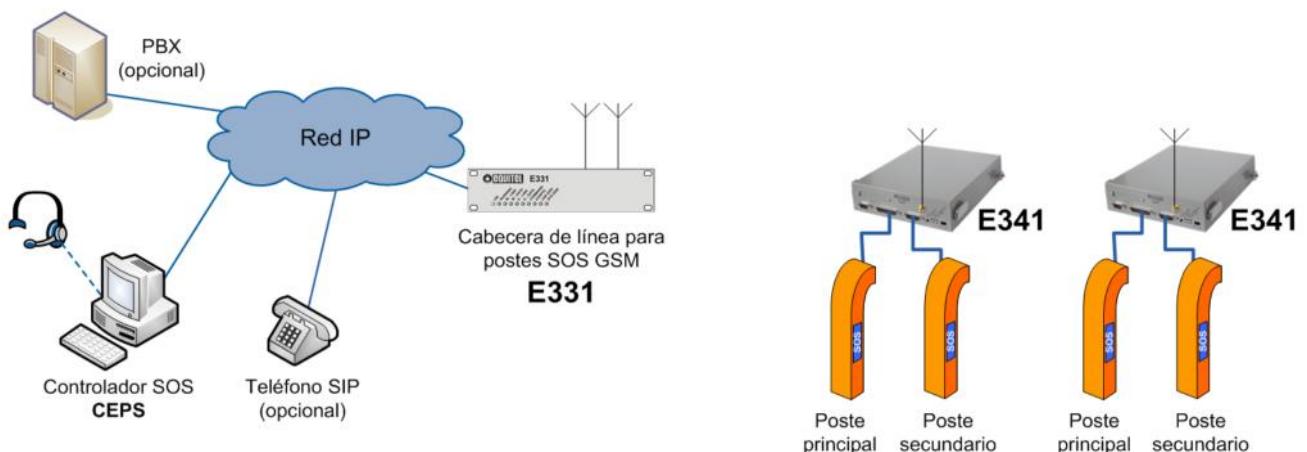 PBX
(opcional)
Red IP
EQUITEL E331
Cabecera de línea para
postes SOS GSM
E331
Controlador SOS
CEPS
Teléfono SIP
(opcional)
E341
E341
SOS
SOS
SOS
SOS
Poste
principal
Poste
secundario
Poste
principal
Poste
secundario